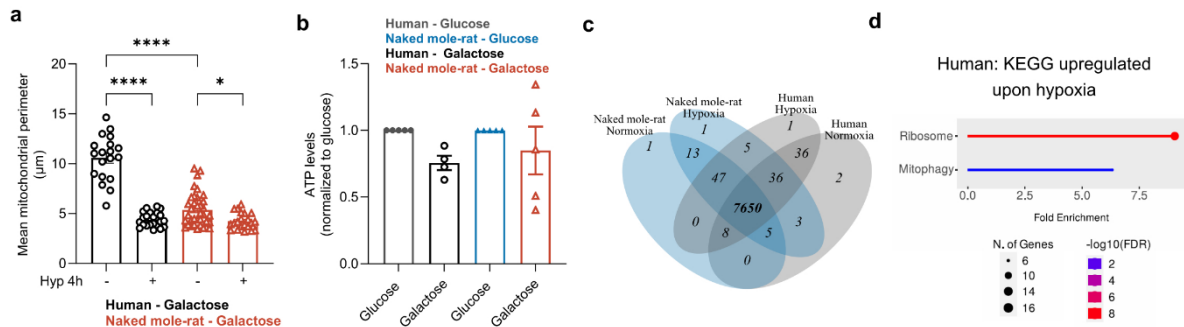 a
****
****
*
20
15
10
5
0
Mean mitochondrial perimeter
(µm)
Hyp 4h
-
+
-
+
Human - Galactose
Naked mole-rat - Galactose
b
Human - Glucose
Naked mole-rat - Glucose
Human - Galactose
Naked mole-rat - Galactose
1.5
1.0
0.5
0.0
ATP levels
(normalized to glucose)
Glucose
Galactose
Glucose
Galactose
c
Naked mole-rat
Normoxia
Naked mole-rat
Hypoxia
Human
Hypoxia
Human
Normoxia
1
1
1
2
13
5
36
47
36
7650
0
3
8
5
0
d
Human: KEGG upregulated
upon hypoxia
Ribosome
Mitophagy
0.0
2.5
5.0
7.5
Fold Enrichment
N. of Genes
6
10
14
16
-log10(FDR)
2
4
6
8